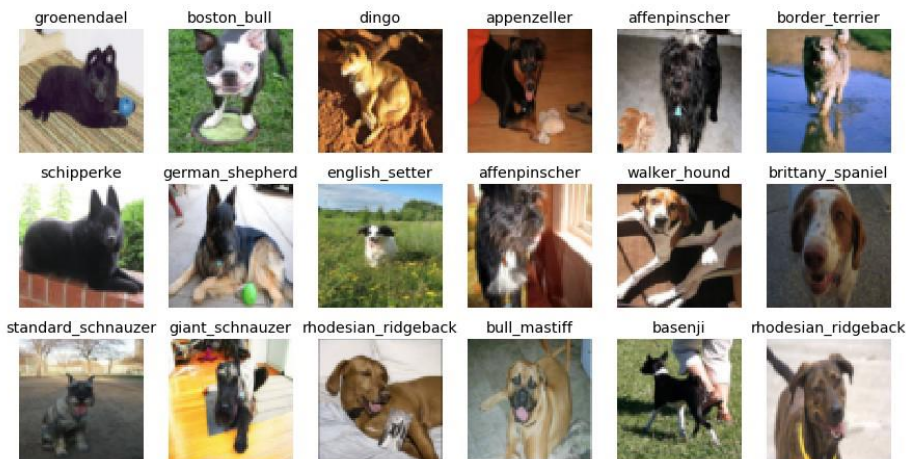 groenendael boston_bull dingo appenzeller affenpinscher border_terrier
schipperke german_shepherd english_setter affenpinscher walker_hound brittany_spaniel
standard_schnauzer giant_schnauzer rhodesian_ridgeback bull_mastiff basenji rhodesian_ridgeback